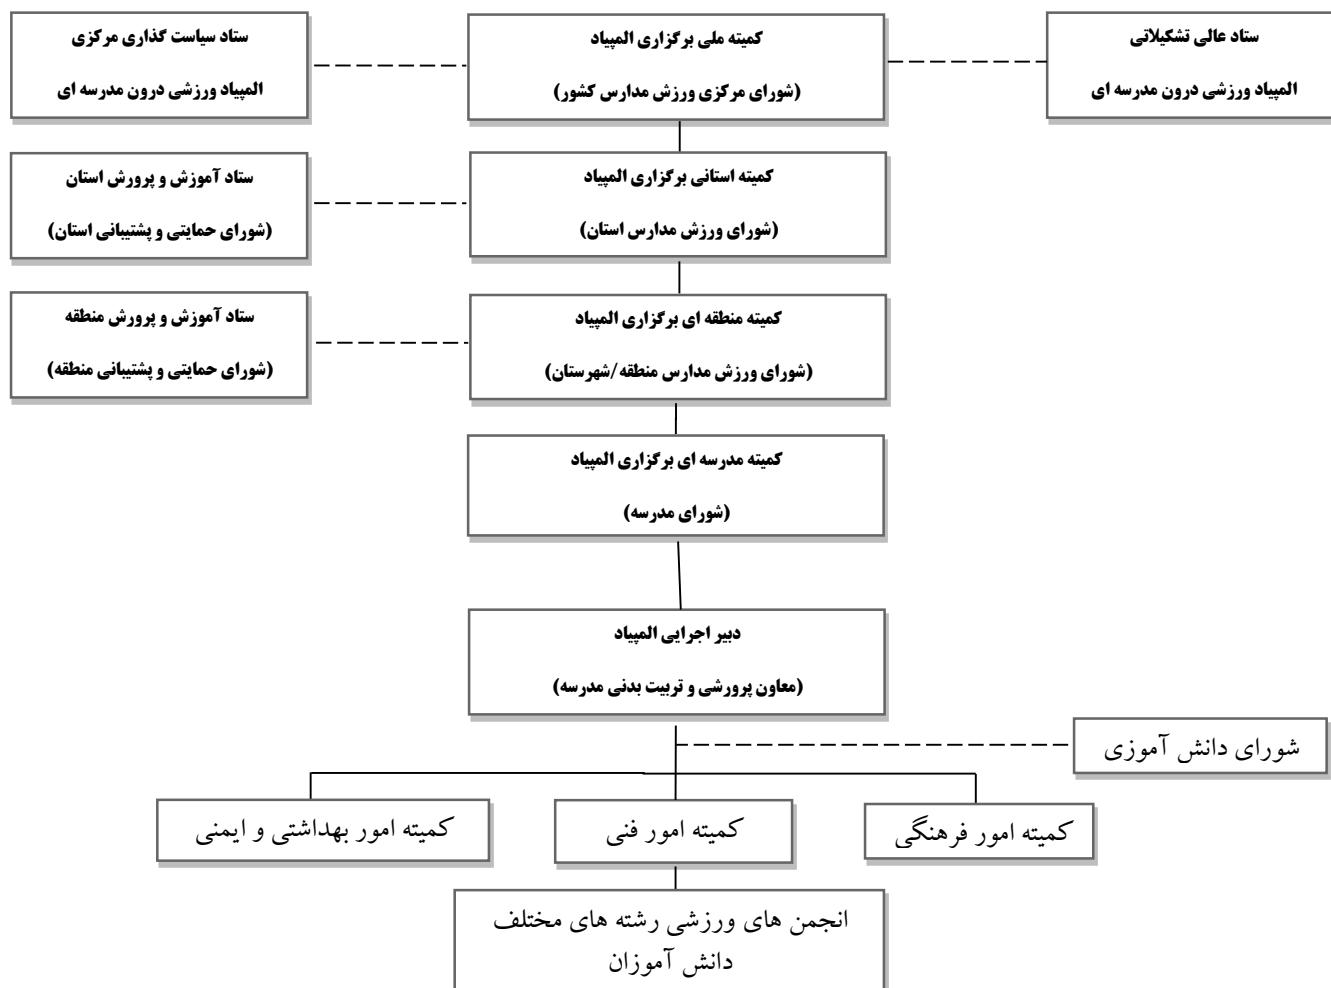 ستاد عالی تشکیلاتی
المپیاد ورزشی درون مدرسه ای
کمیته ملی برگزاری المپیاد
(شورای مرکزی ورزش مدارس کشور)
ستاد سیاست گذاری مرکزی
المپیاد ورزشی درون مدرسه ای
کمیته استانی برگزاری المپیاد
(شورای ورزش مدارس استان)
ستاد آموزش و پرورش استان
(شورای حمایتی و پشتیبانی استان)
کمیته منطقه ای برگزاری المپیاد
(شورای ورزش مدارس منطقه/شهرستان)
ستاد آموزش و پرورش منطقه
(شورای حمایتی و پشتیبانی منطقه)
کمیته مدرسه ای برگزاری المپیاد
(شورای مدرسه)
دبیر اجرایی المپیاد
(معاون پرورشی و تربیت بدنی مدرسه)
شورای دانش آموزی
کمیته امور فرهنگی
کمیته امور فنی
کمیته امور بهداشتی و ایمنی
انجمن های ورزشی رشته های مختلف
دانش آموزان